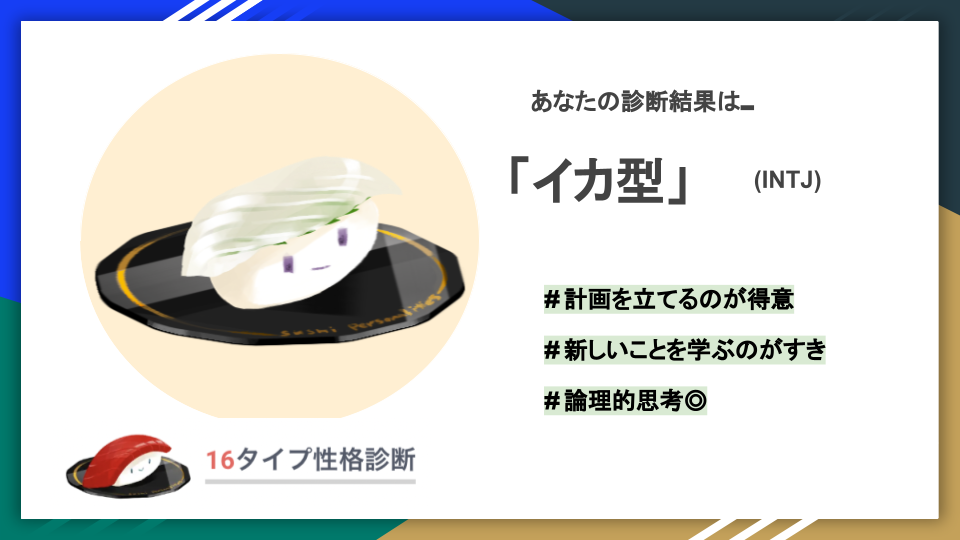 あなたの診断結果は...
「イカ型」 (INTJ)
#計画を立てるのが得意
#新しいことを学ぶのがすき
#論理的思考◎
Sushi Personalities
16タイプ性格診断